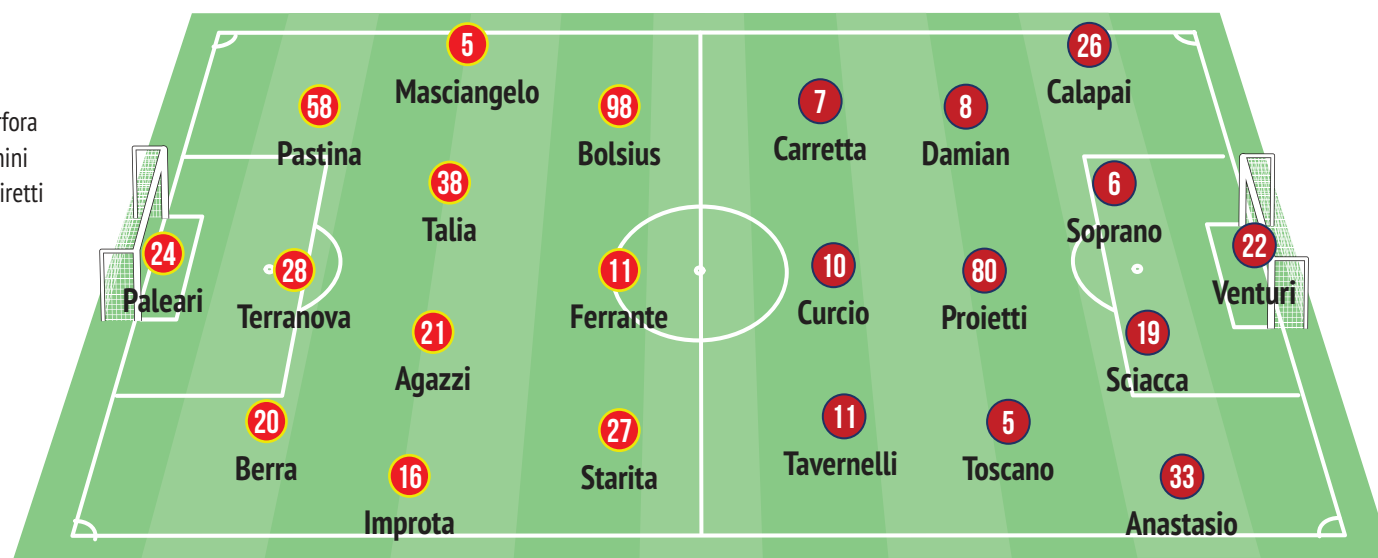 5
Masciangelo
58
Pastina
98
Bolsius
38
Talia
24
Paleari
28
Terranova
11
Ferrante
21
Agazzi
20
Berra
27
Starita
16
Improta
26
Calapai
7
Carretta
8
Damian
6
Soprano
22
Venturi
10
Curcio
80
Proietti
19
Sciacca
11
Tavernelli
5
Toscano
33
Anastasio